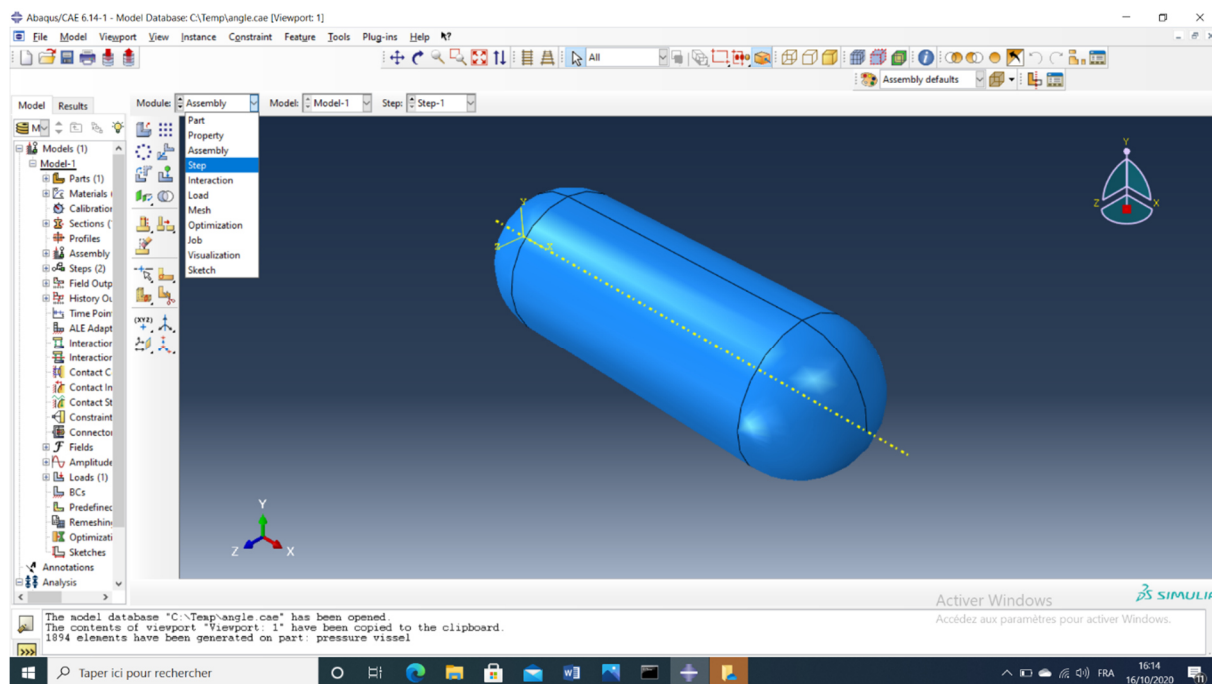 Abaqus/CAE 6.14-1 - Model Database: C:\Temp\angle.cae [Viewport: 1]
File Model Viewport View Instance Constraint Feature Tools Plug-ins Help
All
Assembly defaults
Model Results
Module: Assembly Model: Model-1 Step: Step-1
Part
Property
Assembly
Step
Interaction
Load
Mesh
Optimization
Job
Visualization
Sketch
M
Models (1)
Model-1
Parts (1)
Materials
Calibration
Sections (
Profiles
Assembly
Steps (2)
Field Outp
History Ou
Time Poin
ALE Adapt
Interaction
Interaction
Contact C
Contact In
Contact St
Constraint
Connecto
Fields
Amplitude
Loads (1)
BCs
Predefined
Remeshin
Optimizati
Sketches
Annotations
Analysis
(XYZ)
Y
Z
X
Y
Z
X
Y
Z
X
SIMULIA
Activer Windows
Accédez aux paramètres pour activer Windows.
The model database "C:\Temp\angle.cae" has been opened.
The contents of viewport "Viewport: 1" have been copied to the clipboard.
1894 elements have been generated on part: pressure vissel
>>>
Taper ici pour rechercher
FRA
16:14
16/10/2020
11